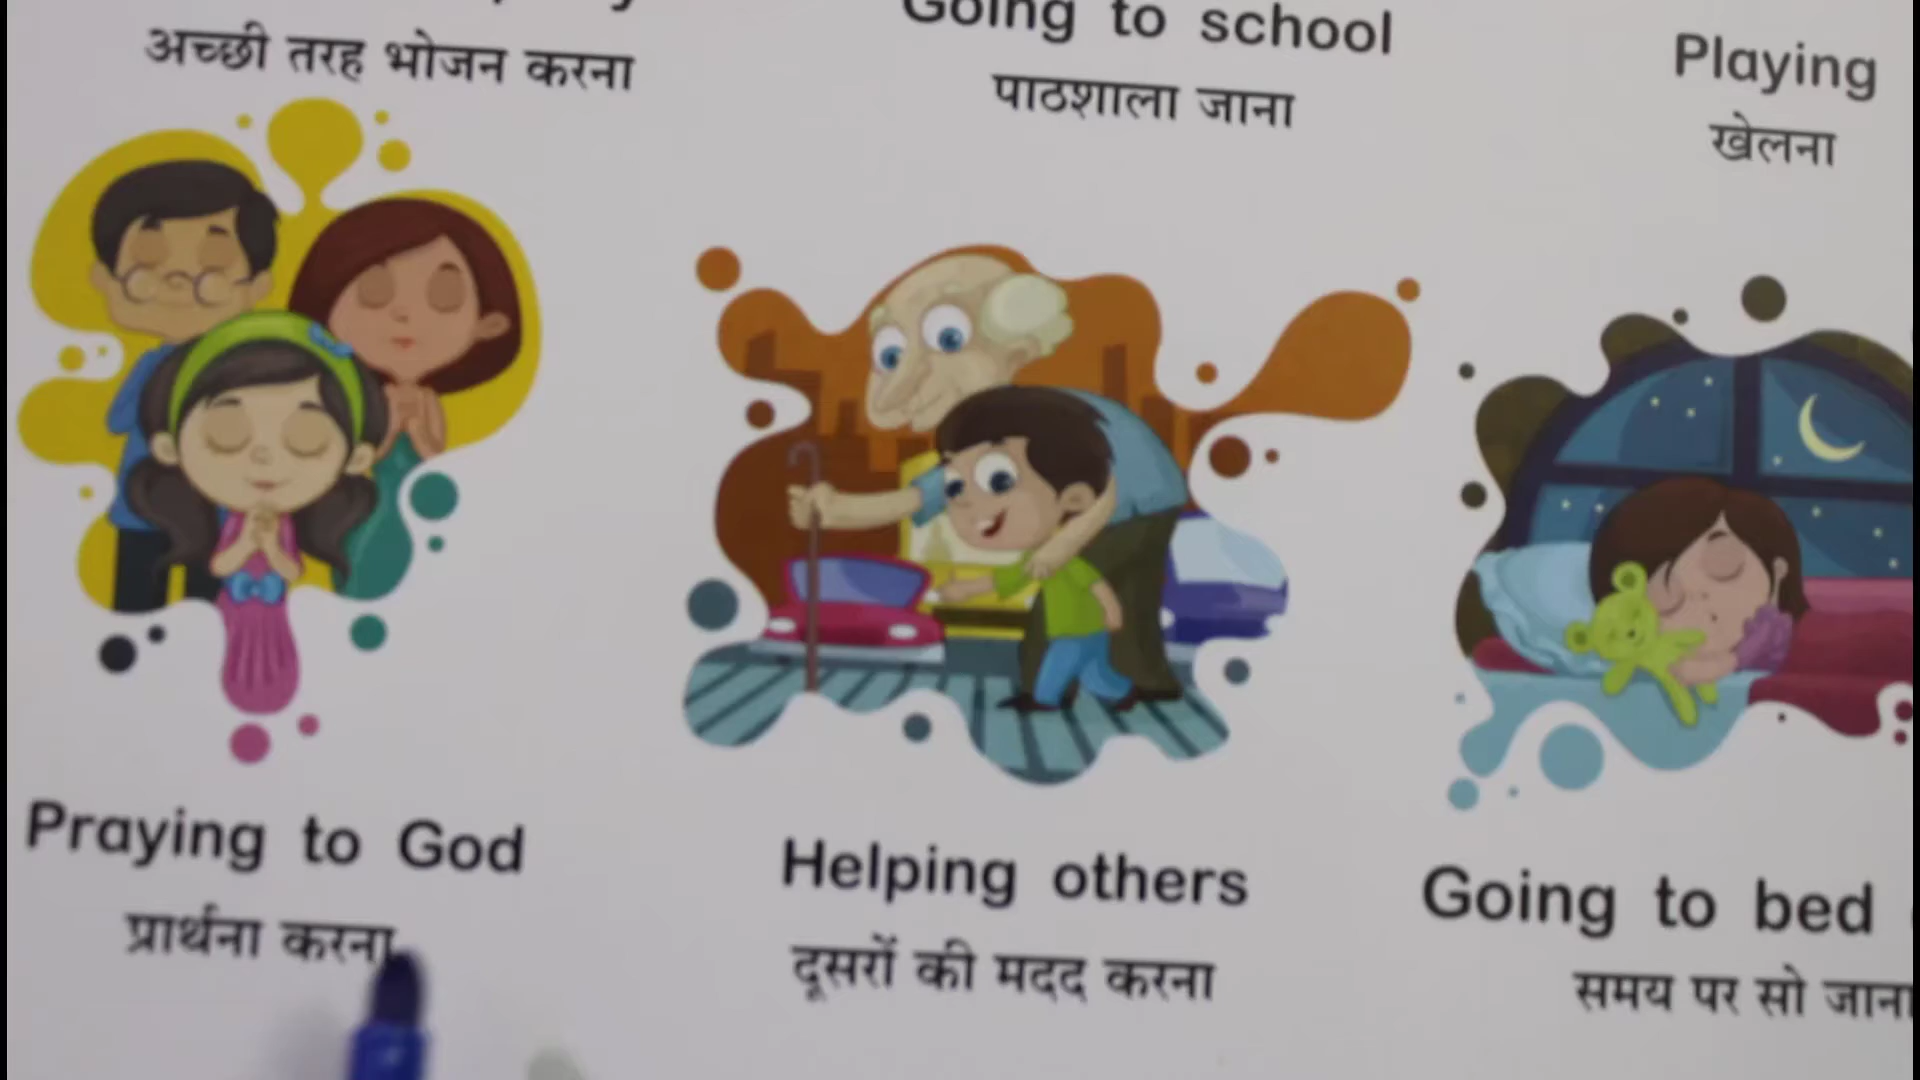 अच्छी तरह भोजन करना
Going to school
पाठशाला जाना
Playing
खेलना
Praying to God
प्रार्थना करना
Helping others
दूसरों की मदद करना
Going to bed
समय पर सो जाना